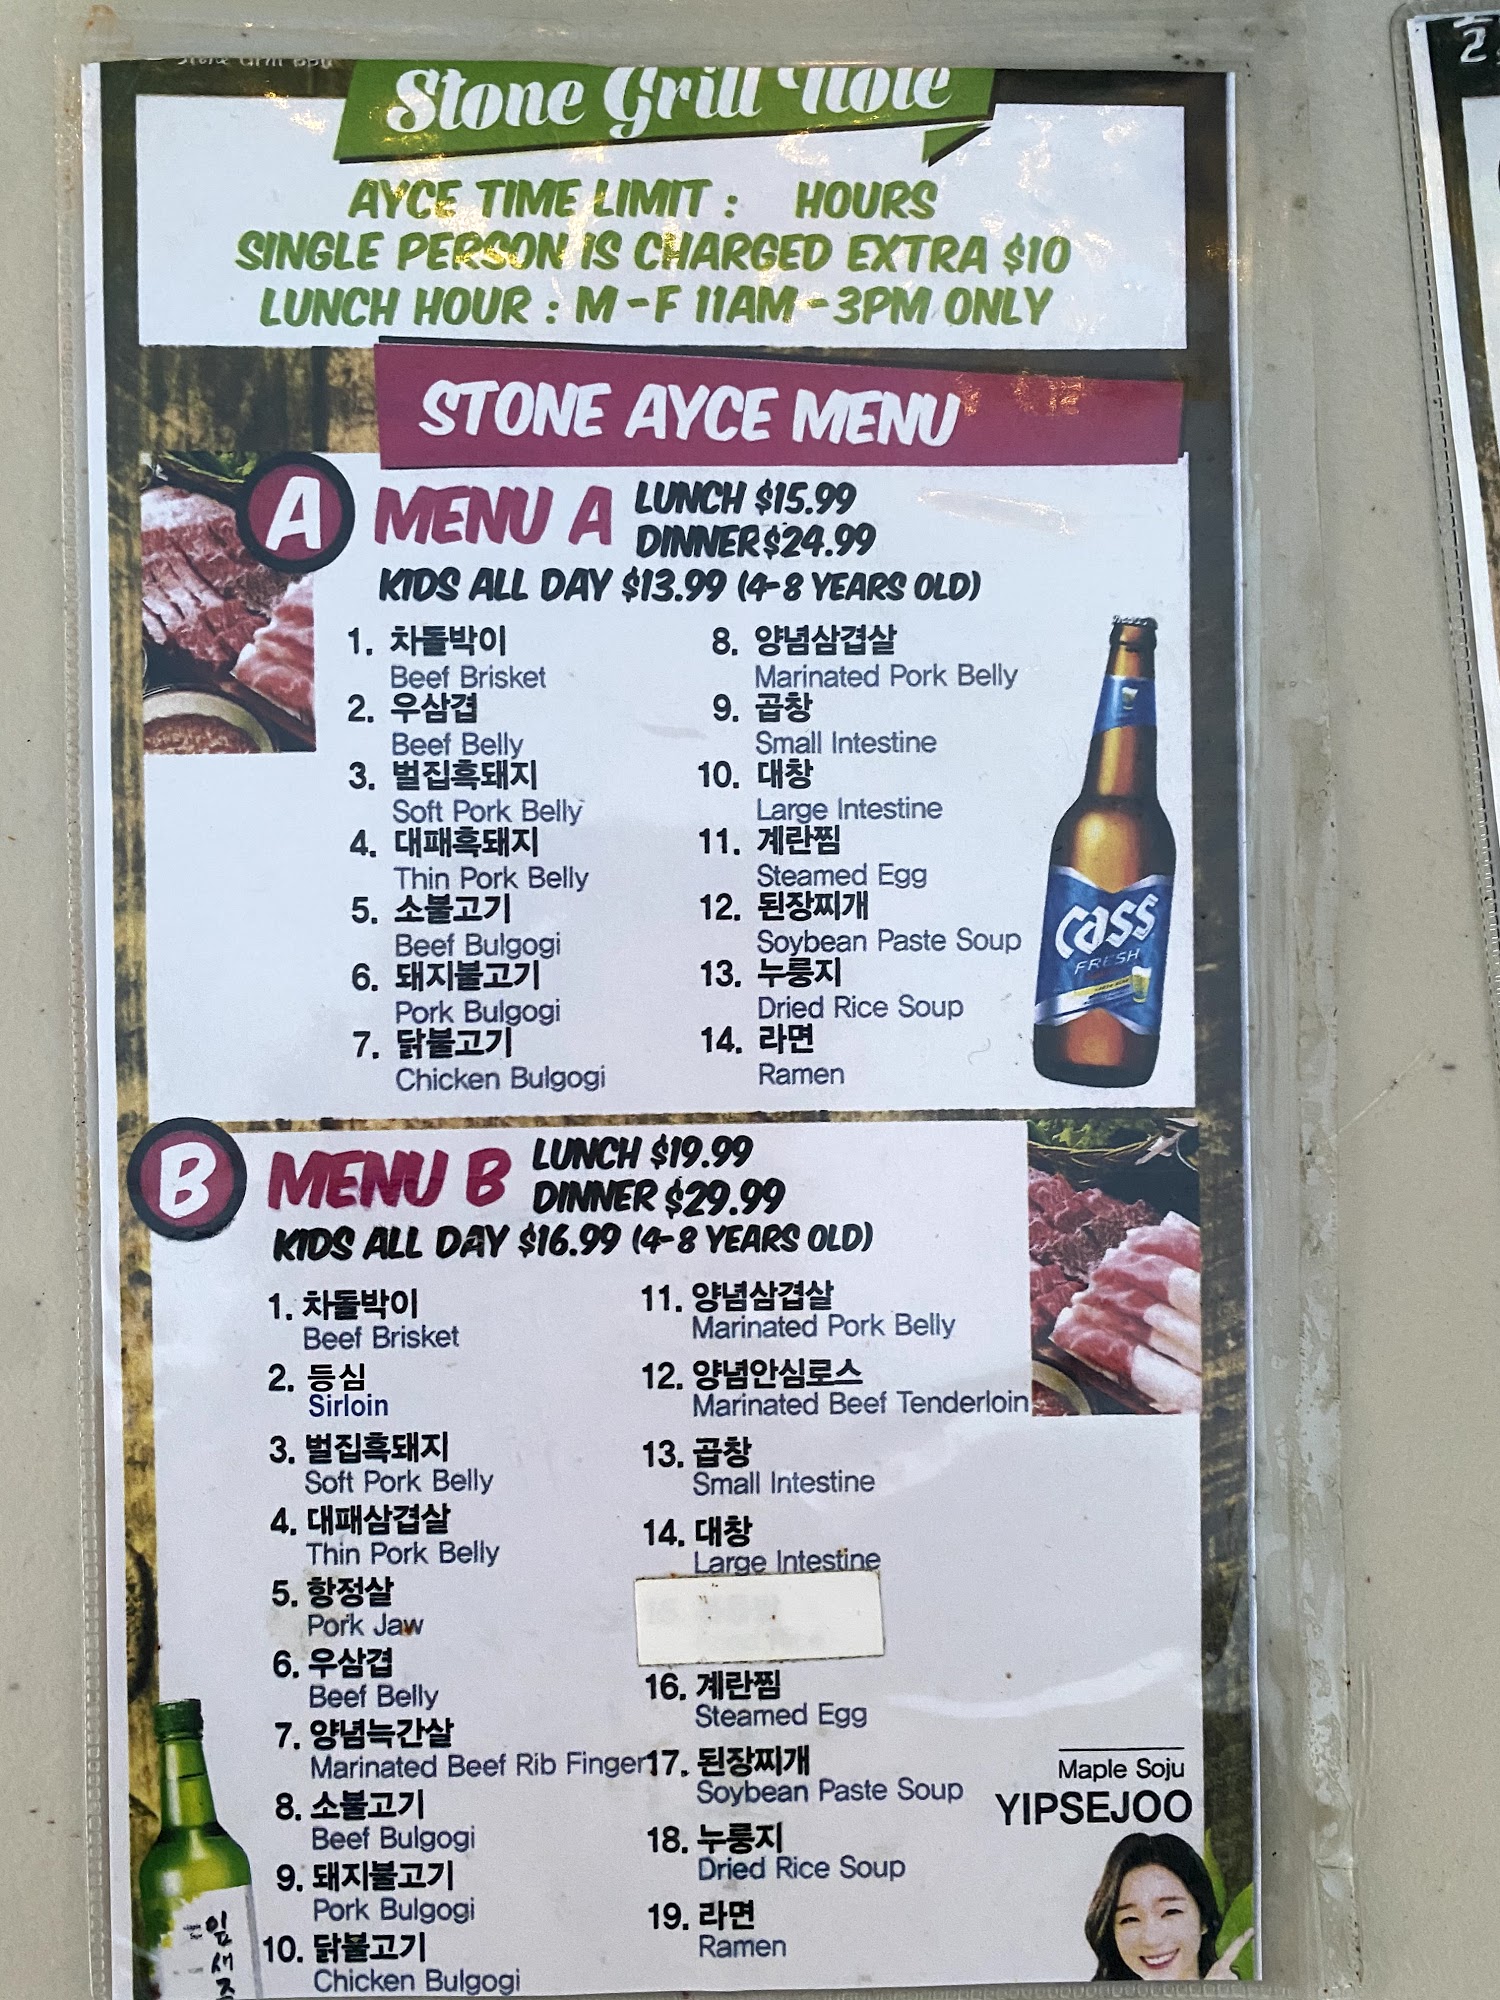 Stone Grill BBQ
Stone Grill Note
AYCE TIME LIMIT : HOURS
SINGLE PERSON IS CHARGED EXTRA $10
LUNCH HOUR : M - F 11AM - 3PM ONLY
STONE AYCE MENU
A MENU A
LUNCH $15.99
DINNER $24.99
KIDS ALL DAY $13.99 (4-8 YEARS OLD)
1. 차돌박이
Beef Brisket
2. 우삼겹
Beef Belly
3. 벌집흑돼지
Soft Pork Belly
4. 대패흑돼지
Thin Pork Belly
5. 소불고기
Beef Bulgogi
6. 돼지불고기
Pork Bulgogi
7. 닭불고기
Chicken Bulgogi
8. 양념삼겹살
Marinated Pork Belly
9. 곱창
Small Intestine
10. 대창
Large Intestine
11. 계란찜
Steamed Egg
12. 된장찌개
Soybean Paste Soup
13. 누룽지
Dried Rice Soup
14. 라면
Ramen
Cass
FRESH
B MENU B
LUNCH $19.99
DINNER $29.99
KIDS ALL DAY $16.99 (4-8 YEARS OLD)
1. 차돌박이
Beef Brisket
2. 등심
Sirloin
3. 벌집흑돼지
Soft Pork Belly
4. 대패삼겹살
Thin Pork Belly
5. 항정살
Pork Jaw
6. 우삼겹
Beef Belly
7. 양념늑간살
Marinated Beef Rib Finger
8. 소불고기
Beef Bulgogi
9. 돼지불고기
Pork Bulgogi
10. 닭불고기
Chicken Bulgogi
11. 양념삼겹살
Marinated Pork Belly
12. 양념안심로스
Marinated Beef Tenderloin
13. 곱창
Small Intestine
14. 대창
Large Intestine
16. 계란찜
Steamed Egg
17. 된장찌개
Soybean Paste Soup
18. 누룽지
Dried Rice Soup
19. 라면
Ramen
Maple Soju
YIPSEJOO
잎새주